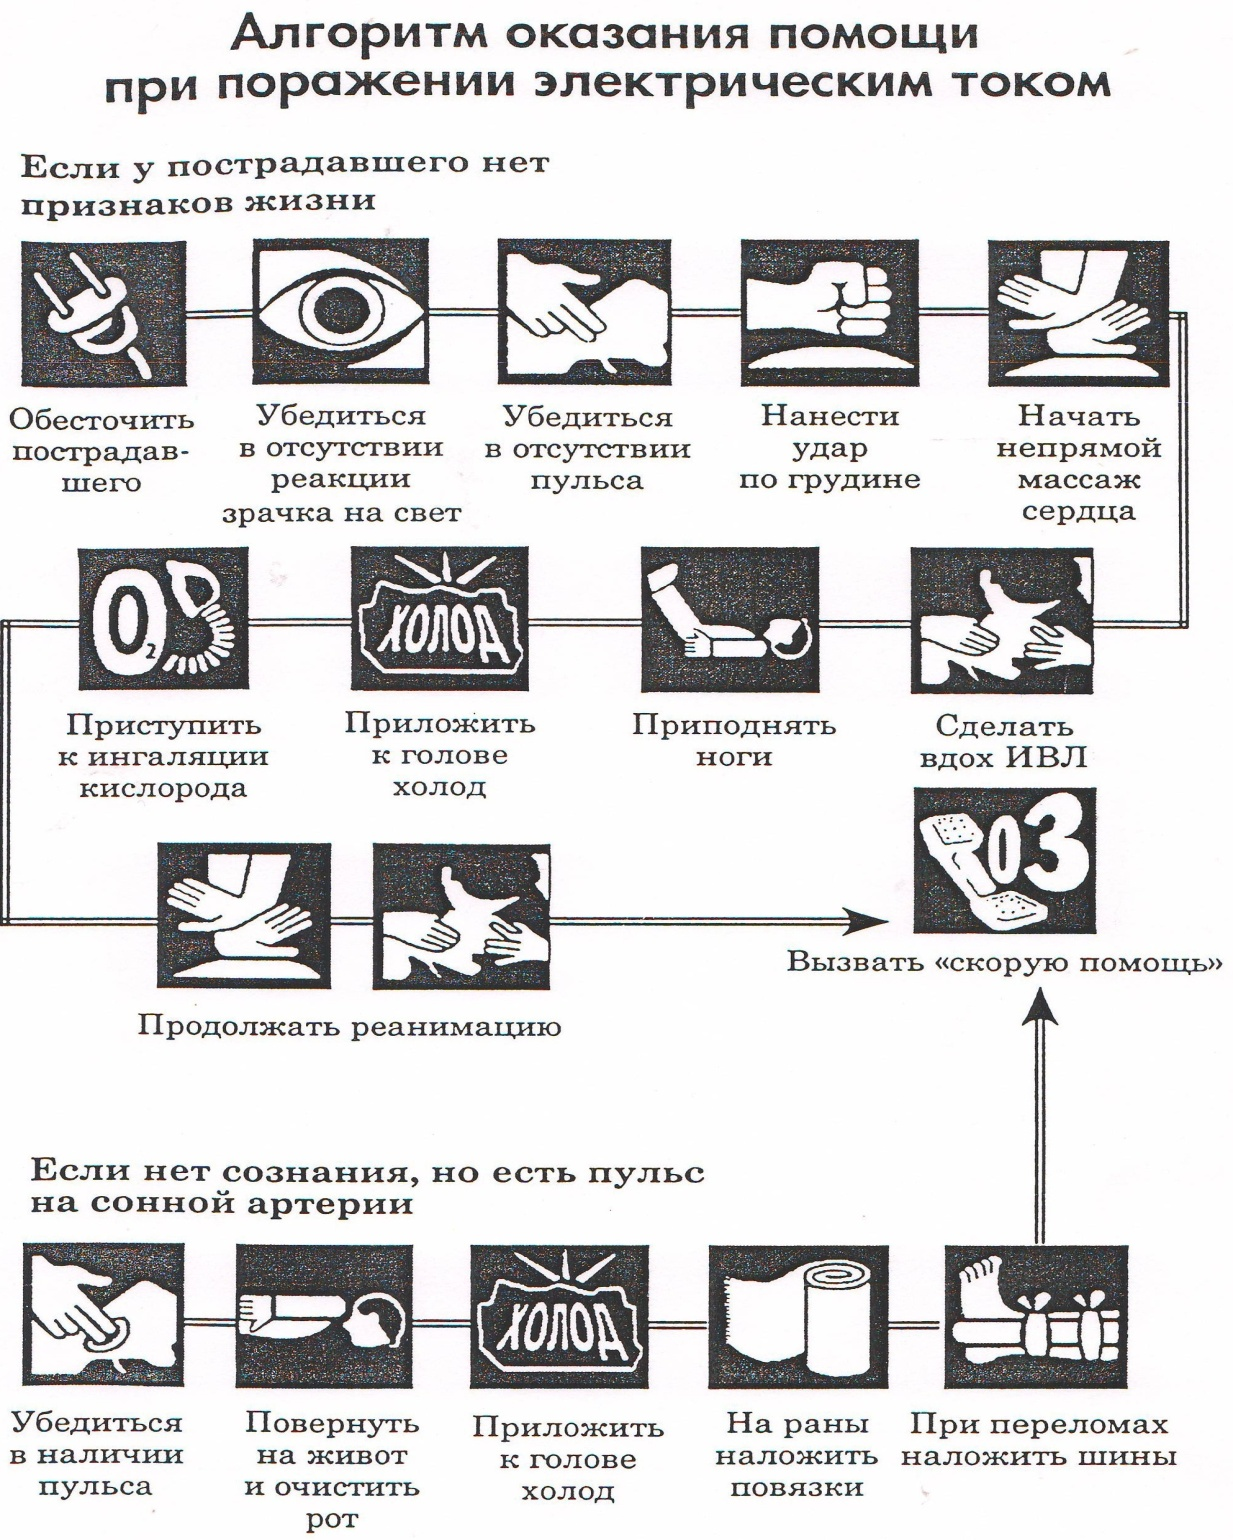 Алгоритм оказания помощи
при поражении электрическим током
Если у пострадавшего нет
признаков жизни
Обесточить
пострадав-
шего
Убедиться
в отсутствии
реакции
зрачка на свет
Убедиться
в отсутствии
пульса
Нанести
удар
по грудине
Начать
непрямой
массаж
сердца
O2
Приступить
к ингаляции
кислорода
ХОЛОД
Приложить
к голове
холод
Приподнять
ноги
Сделать
вдох ИВЛ
03
Вызвать «скорую помощь»
Продолжать реанимацию
Если нет сознания, но есть пульс
на сонной артерии
Убедиться
в наличии
пульса
Повернуть
на живот
и очистить
рот
ХОЛОД
Приложить
к голове
холод
На раны
наложить
повязки
При переломах
наложить шины